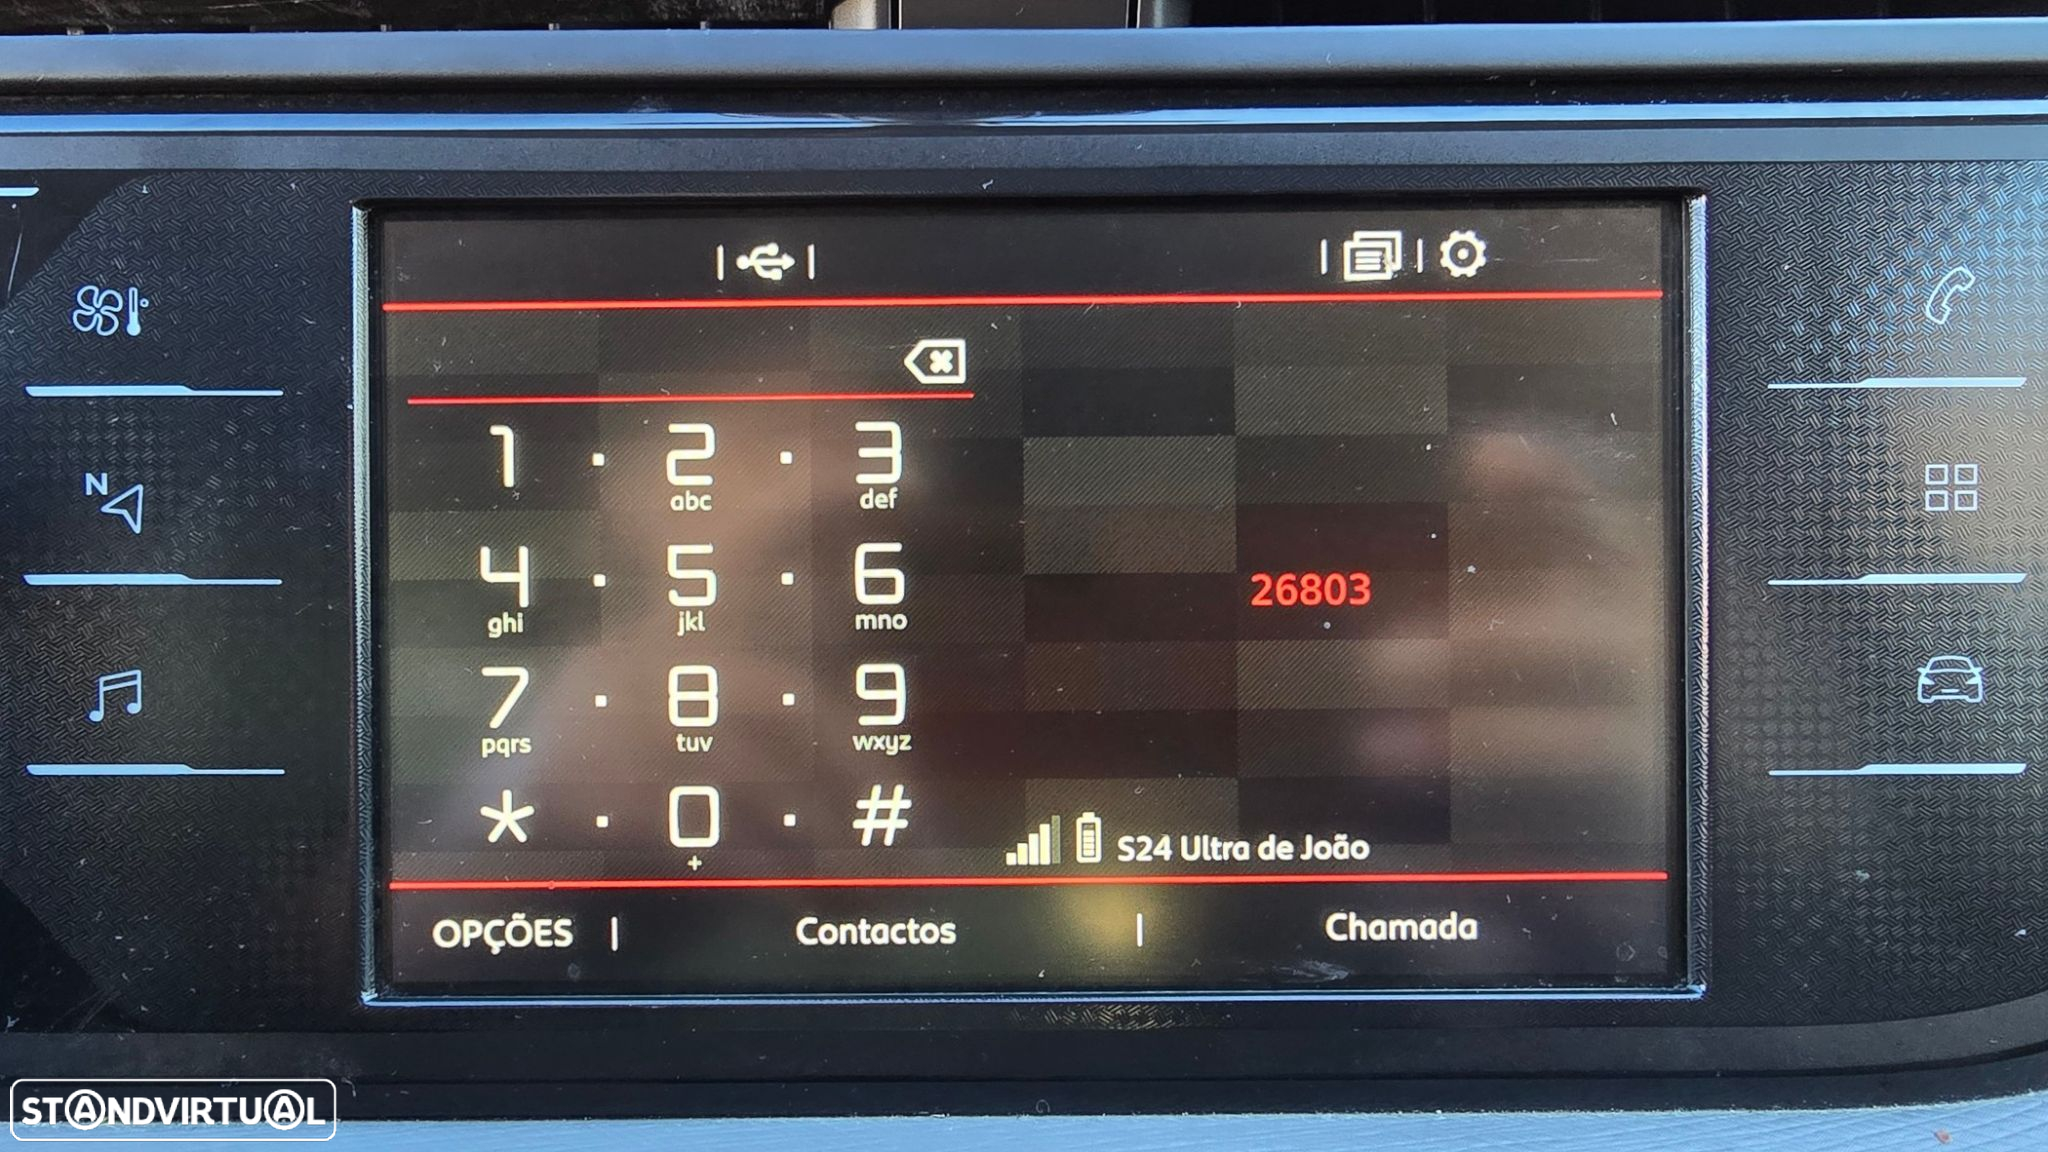 1 2 3
abc def
4 5 6
ghi jkl mno
26803
7 8 9
pqrs tuv wxyz
* 0 #
+
S24 Ultra de João
OPÇÕES | Contactos | Chamada
N
STANDVIRTUAL